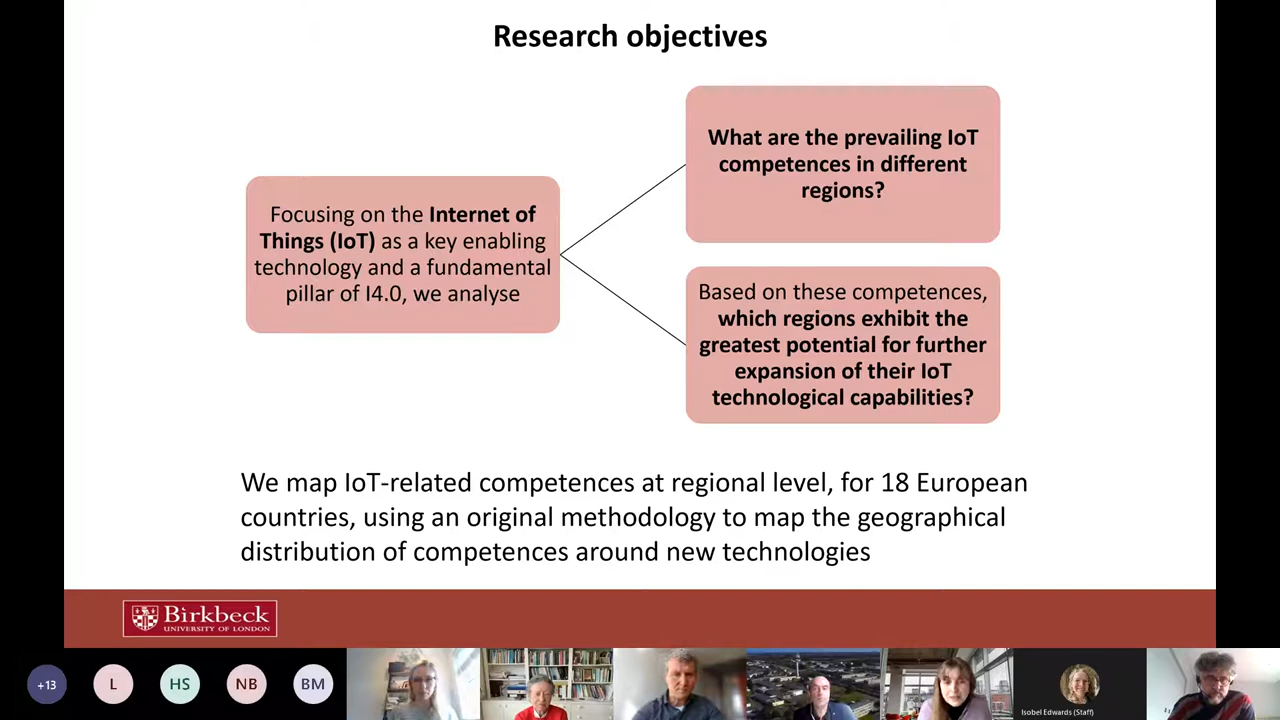 Research objectives
Focusing on the Internet of
Things (IoT) as a key enabling
technology and a fundamental
pillar of I4.0, we analyse
What are the prevailing IoT
competences in different
regions?
Based on these competences,
which regions exhibit the
greatest potential for further
expansion of their IoT
technological capabilities?
We map IoT-related competences at regional level, for 18 European
countries, using an original methodology to map the geographical
distribution of competences around new technologies
Birkbeck
UNIVERSITY OF LONDON
+13
L
HS
NB
BM
Isobel Edwards (Staff)